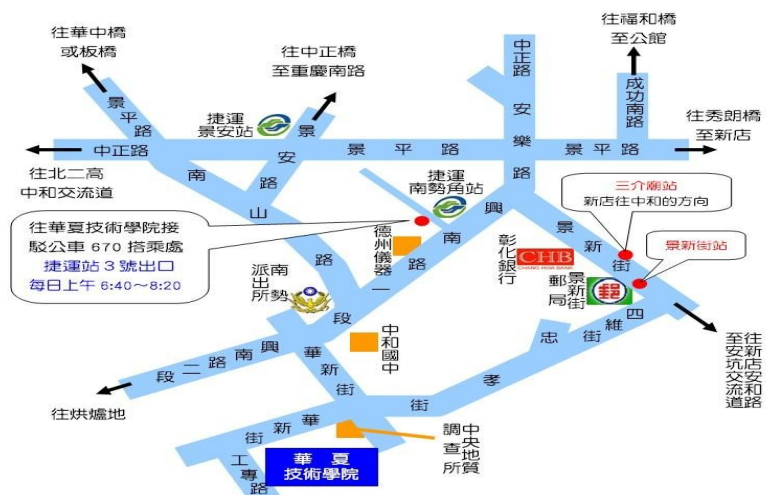 往華中橋
或板橋
往中正橋
至重慶南路
往福和橋
至公館
往秀朗橋
至新店
往北二高
中和交流道
景平路
中正路
捷運
景安站
景安路
景平路
中正路
安樂路
成功南路
景平路
南山路
捷運
南勢角站
三介廟站
新店往中和的方向
景新街站
往華夏技術學院接
駁公車 670 搭乘處
捷運站3號出口
每日上午 6:40～8:20
德州儀器
興南路一段
景新街
彰化銀行
CHB
CHANG HWA BANK
景新街
郵局
郵
南勢
派出所
四維街
忠孝街
中和國中
興南路二段
華新街
往烘爐地
往新店安和路
至安坑交流道
華新街
中央地質
調查所
工專路
華夏
技術學院